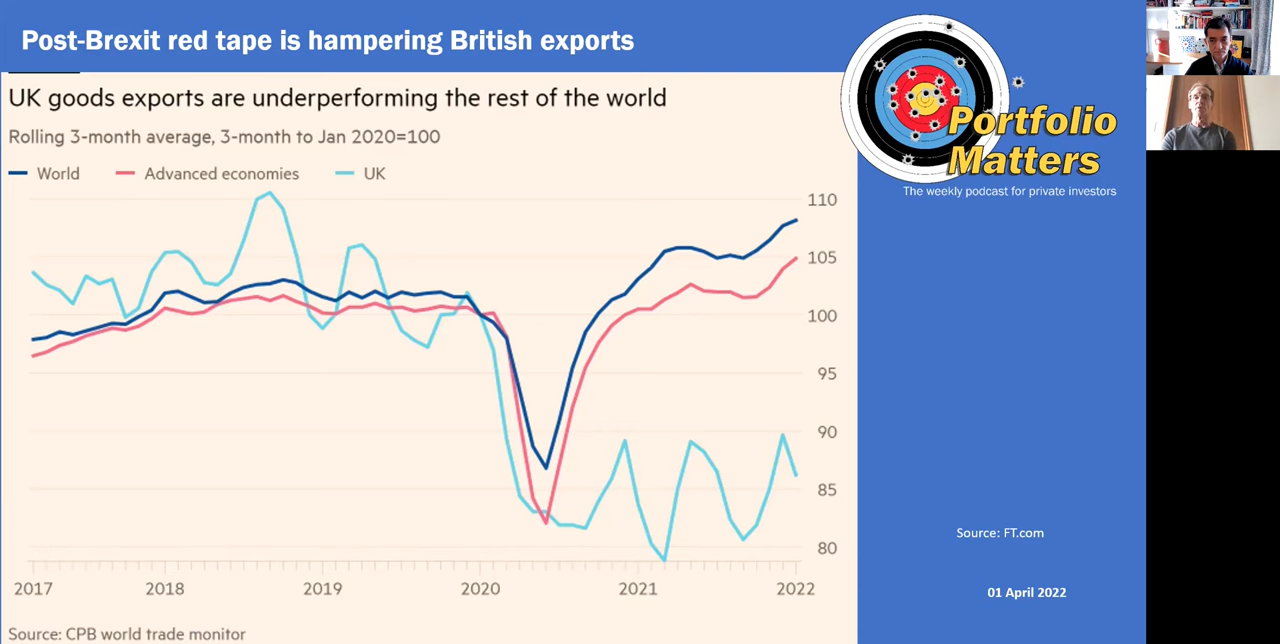 Post-Brexit red tape is hampering British exports
UK goods exports are underperforming the rest of the world
Rolling 3-month average, 3-month to Jan 2020=100
World
Advanced economies
UK
110
105
100
95
90
85
80
2017
2018
2019
2020
2021
2022
Source: CPB world trade monitor
Portfolio
Matters
The weekly podcast for private investors
Source: FT.com
01 April 2022